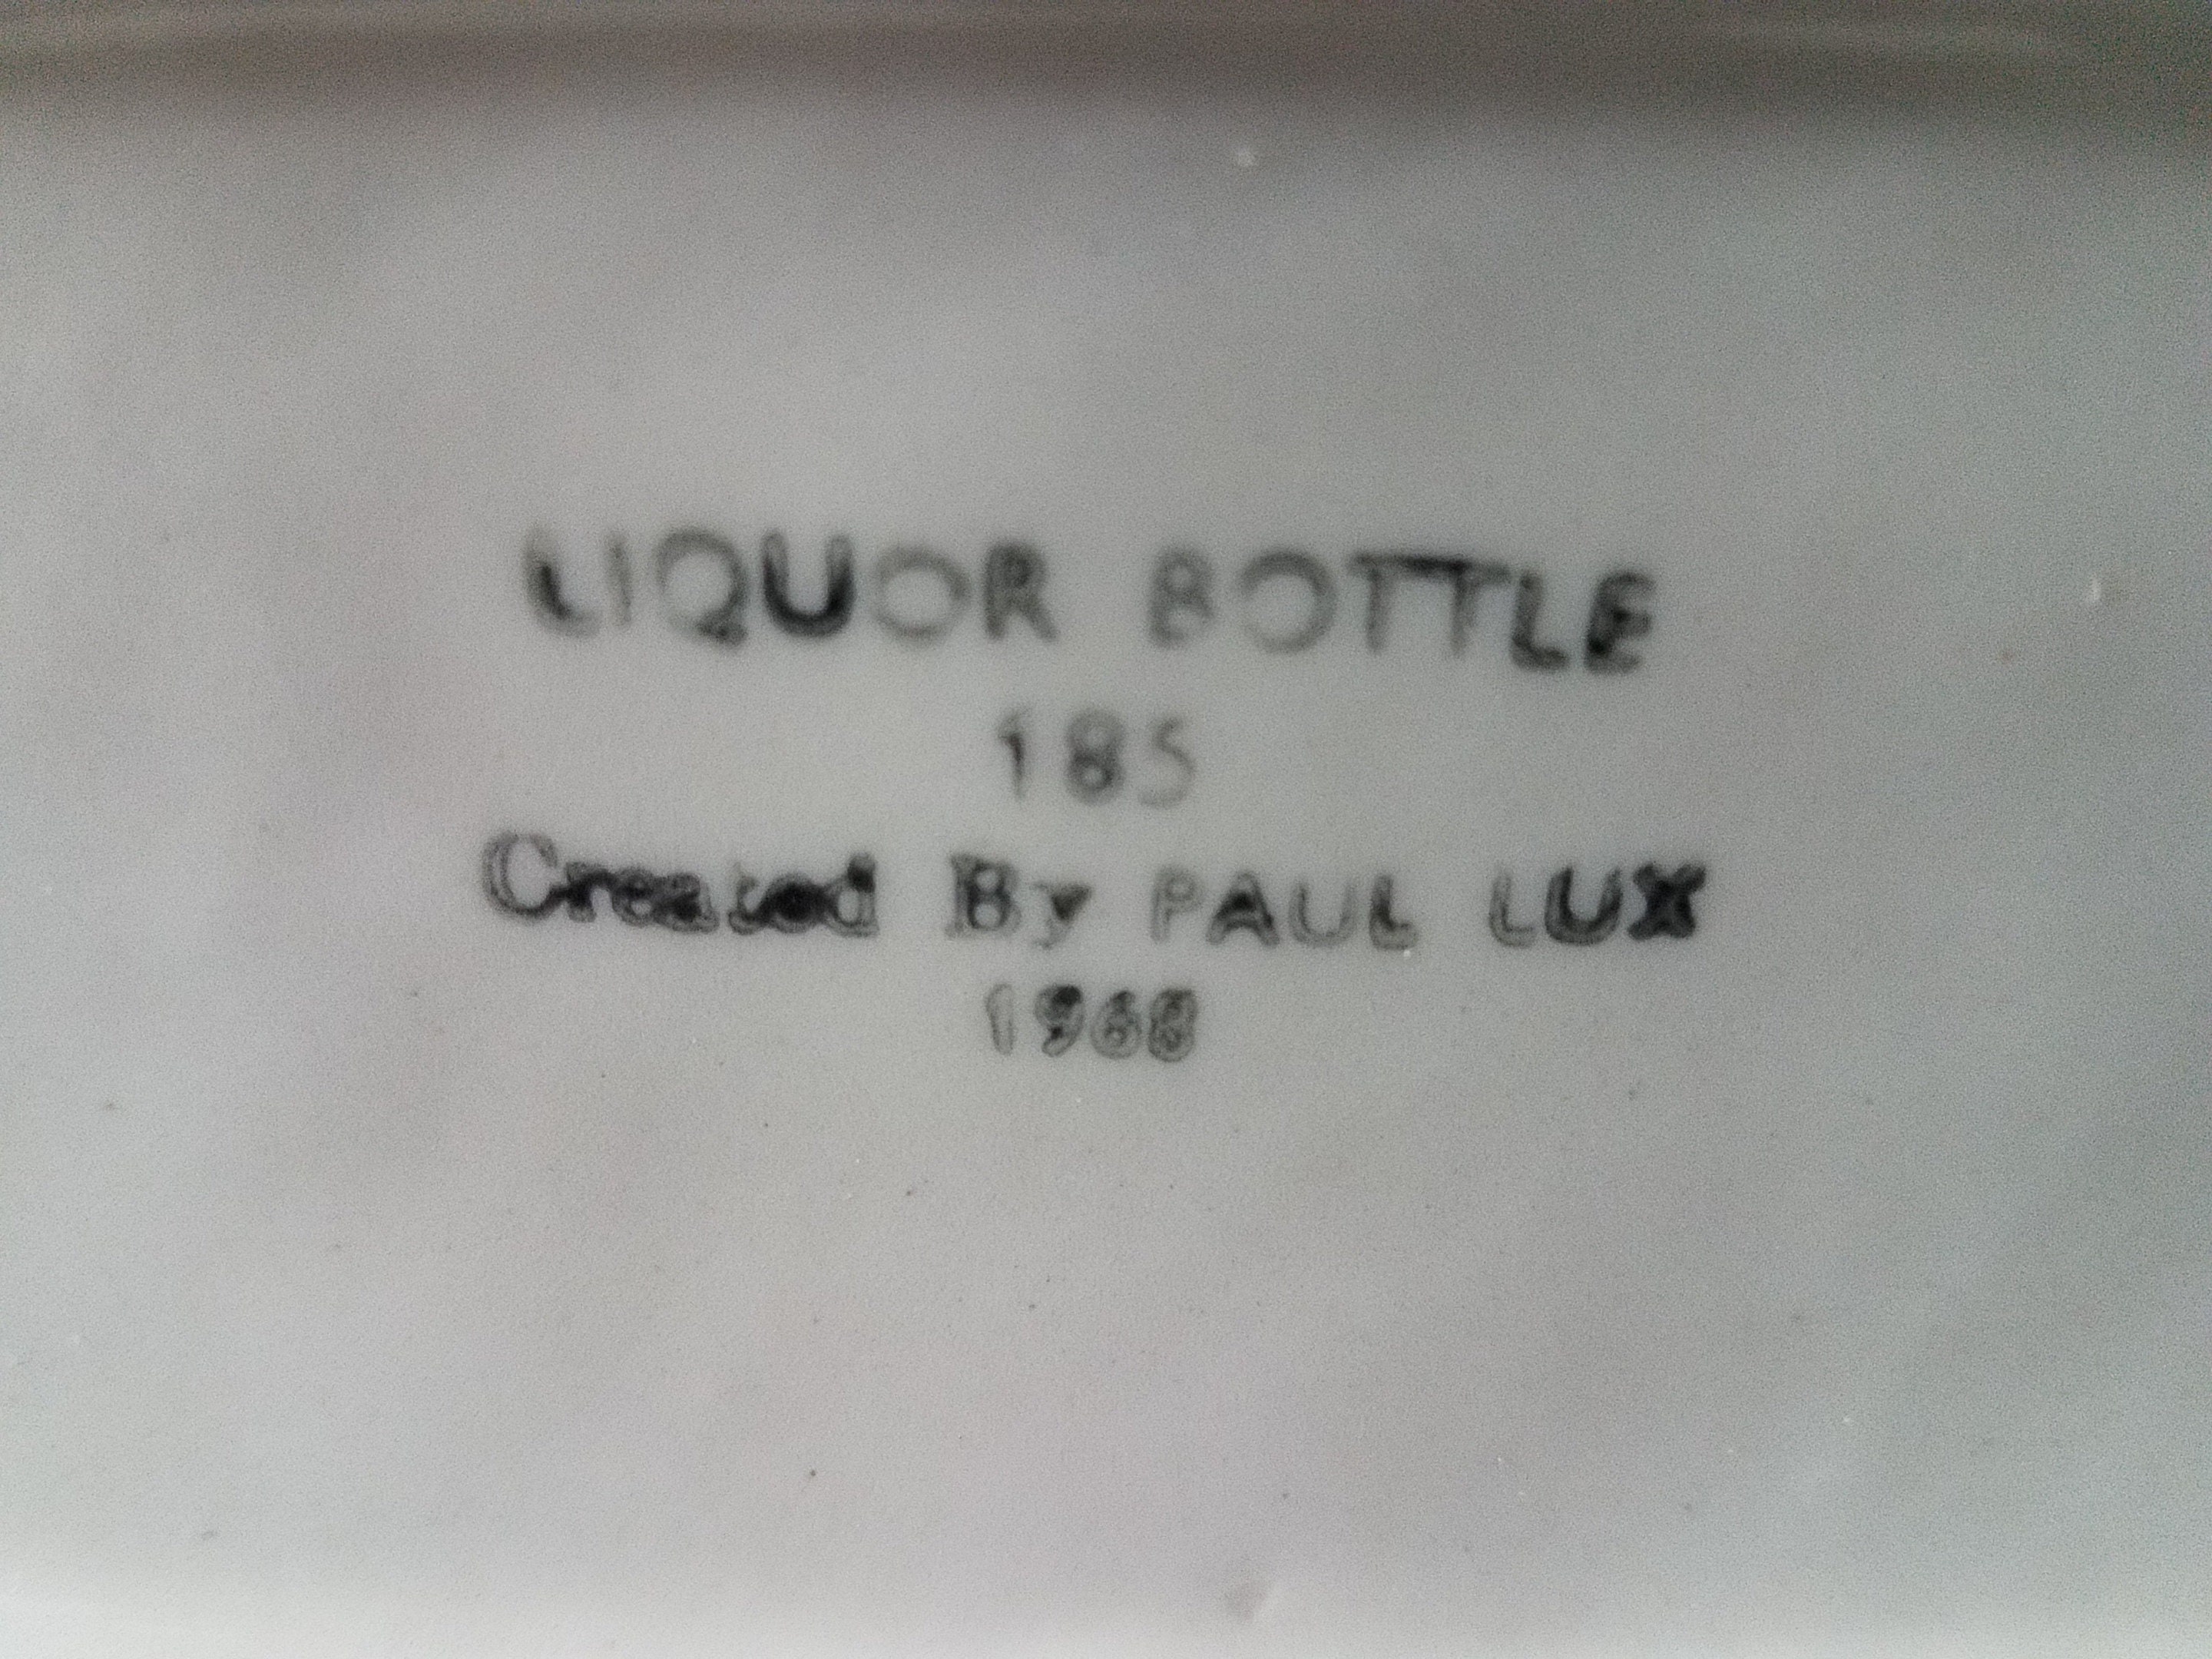 LIQUOR BOTTLE
185
Created By PAUL LUX
1968